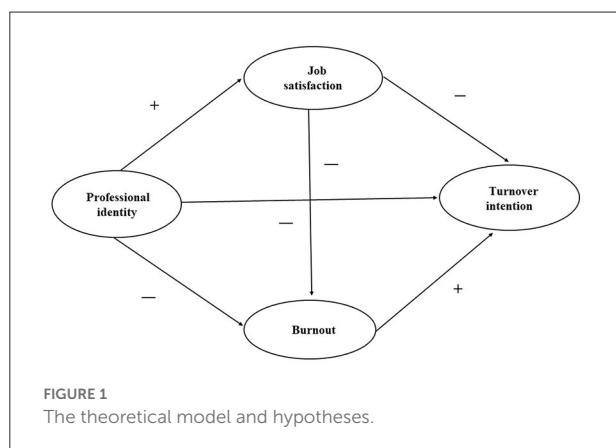 Job
satisfaction
+
—
—
Professional
identity
Turnover
intention
—
—
+
Burnout
FIGURE 1
The theoretical model and hypotheses.